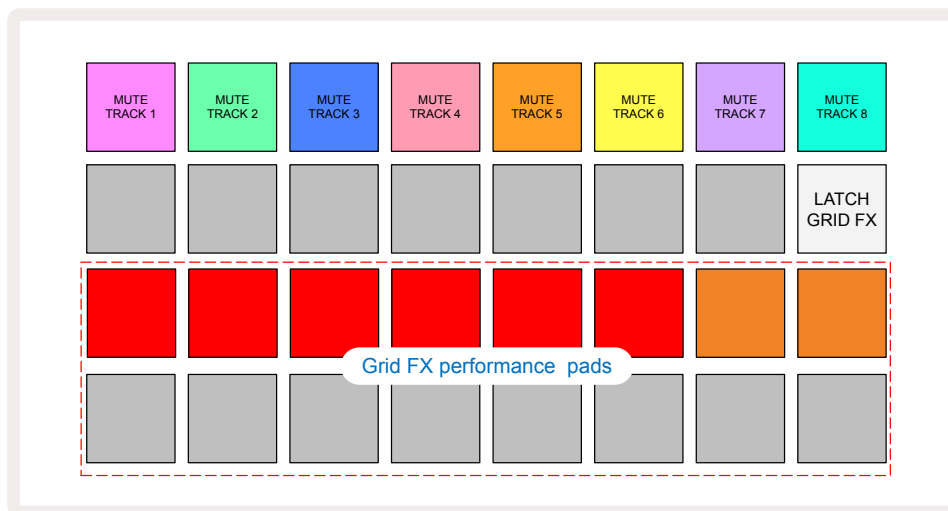 MUTE
TRACK 1
MUTE
TRACK 2
MUTE
TRACK 3
MUTE
TRACK 4
MUTE
TRACK 5
MUTE
TRACK 6
MUTE
TRACK 7
MUTE
TRACK 8
LATCH
GRID FX
Grid FX performance pads